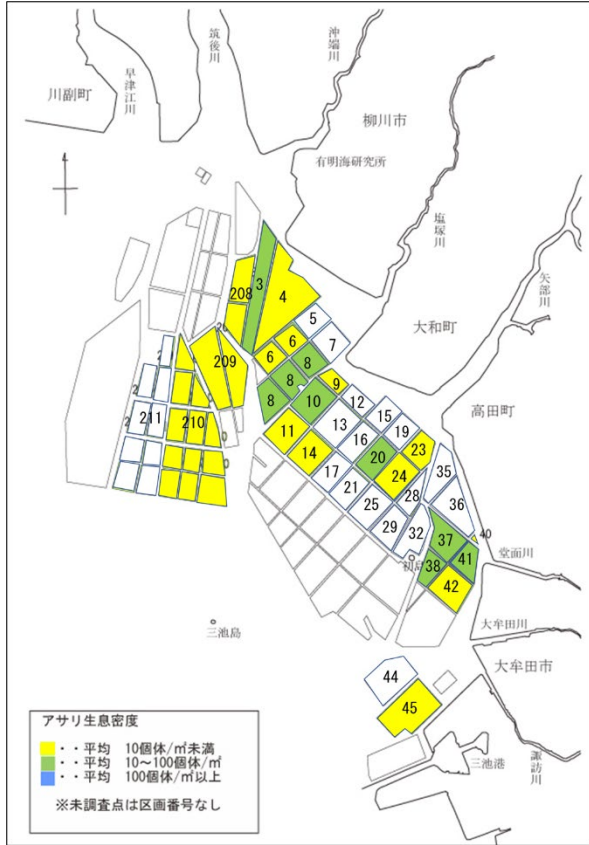 筑後川
沖端川
早津江川
川副町
柳川市
有明海研究所
塩塚川
矢部川
大和町
高田町
208
3
4
5
6
6
7
8
8
8
9
209
10
11
12
13
14
15
16
17
19
20
21
23
24
25
28
29
32
35
36
37
38
40
41
42
211
210
初島
堂面川
三池島
大牟田川
大牟田市
44
45
三池港
諏訪川
アサリ生息密度
・・平均 10個体/㎡未満
・・平均 10～100個体/㎡
・・平均 100個体/㎡以上
※未調査点は区画番号なし